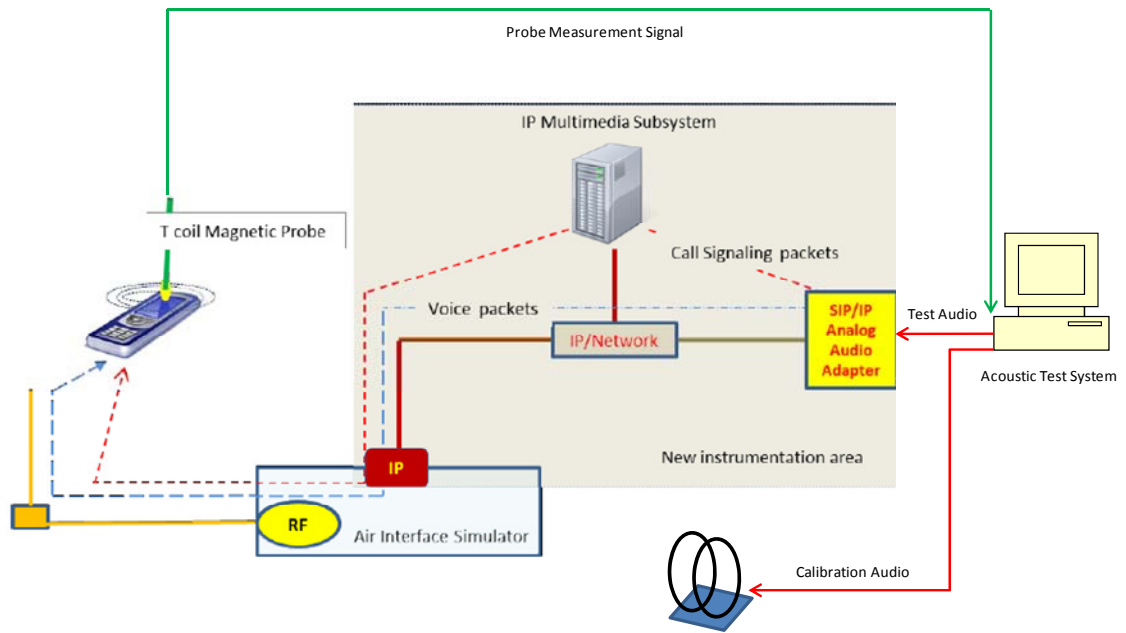 Probe Measurement Signal
IP Multimedia Subsystem
T coil Magnetic Probe
Call Signaling packets
Voice packets
SIP/IP
Analog
Audio
Adapter
Test Audio
IP/Network
Acoustic Test System
IP
New instrumentation area
RF
Air Interface Simulator
Calibration Audio